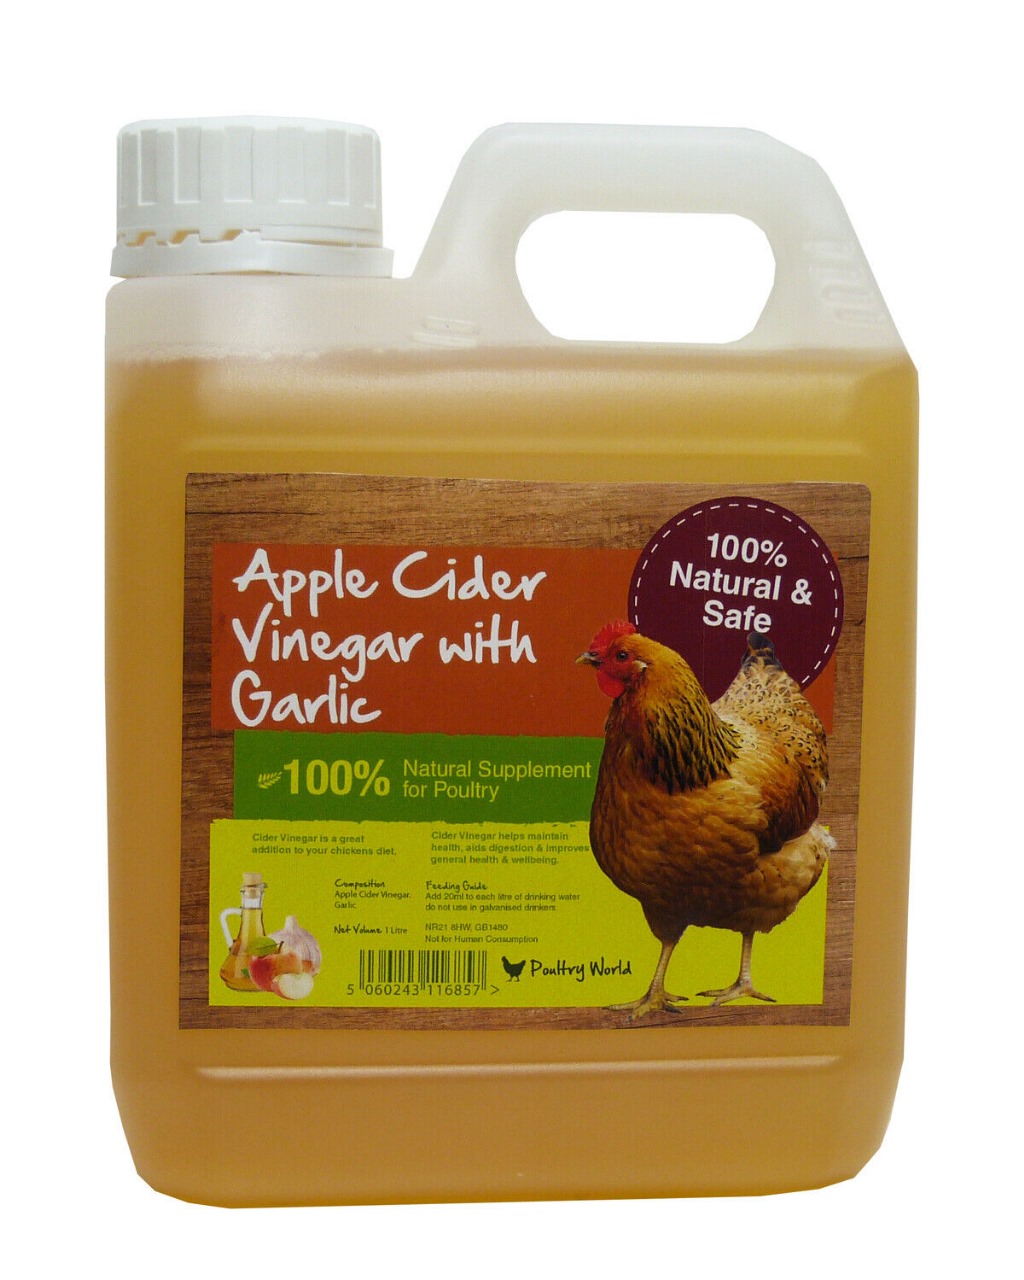 100%
Natural &
Safe
Apple Cider
Vinegar with
Garlic
100%
Natural Supplement
for Poultry
Cider Vinegar is a great
addition to your chickens diet.
Cider Vinegar helps maintain
health, aids digestion & improves
general health & wellbeing.
Composition
Apple Cider Vinegar.
Garlic
Net Volume 1 Litre
Feeding Guide
Add 20ml to each litre of drinking water
do not use in galvanised drinkers.
NR21 8HW, GB1480
Not for Human Consumption
5 060243 116857 >
Poultry World